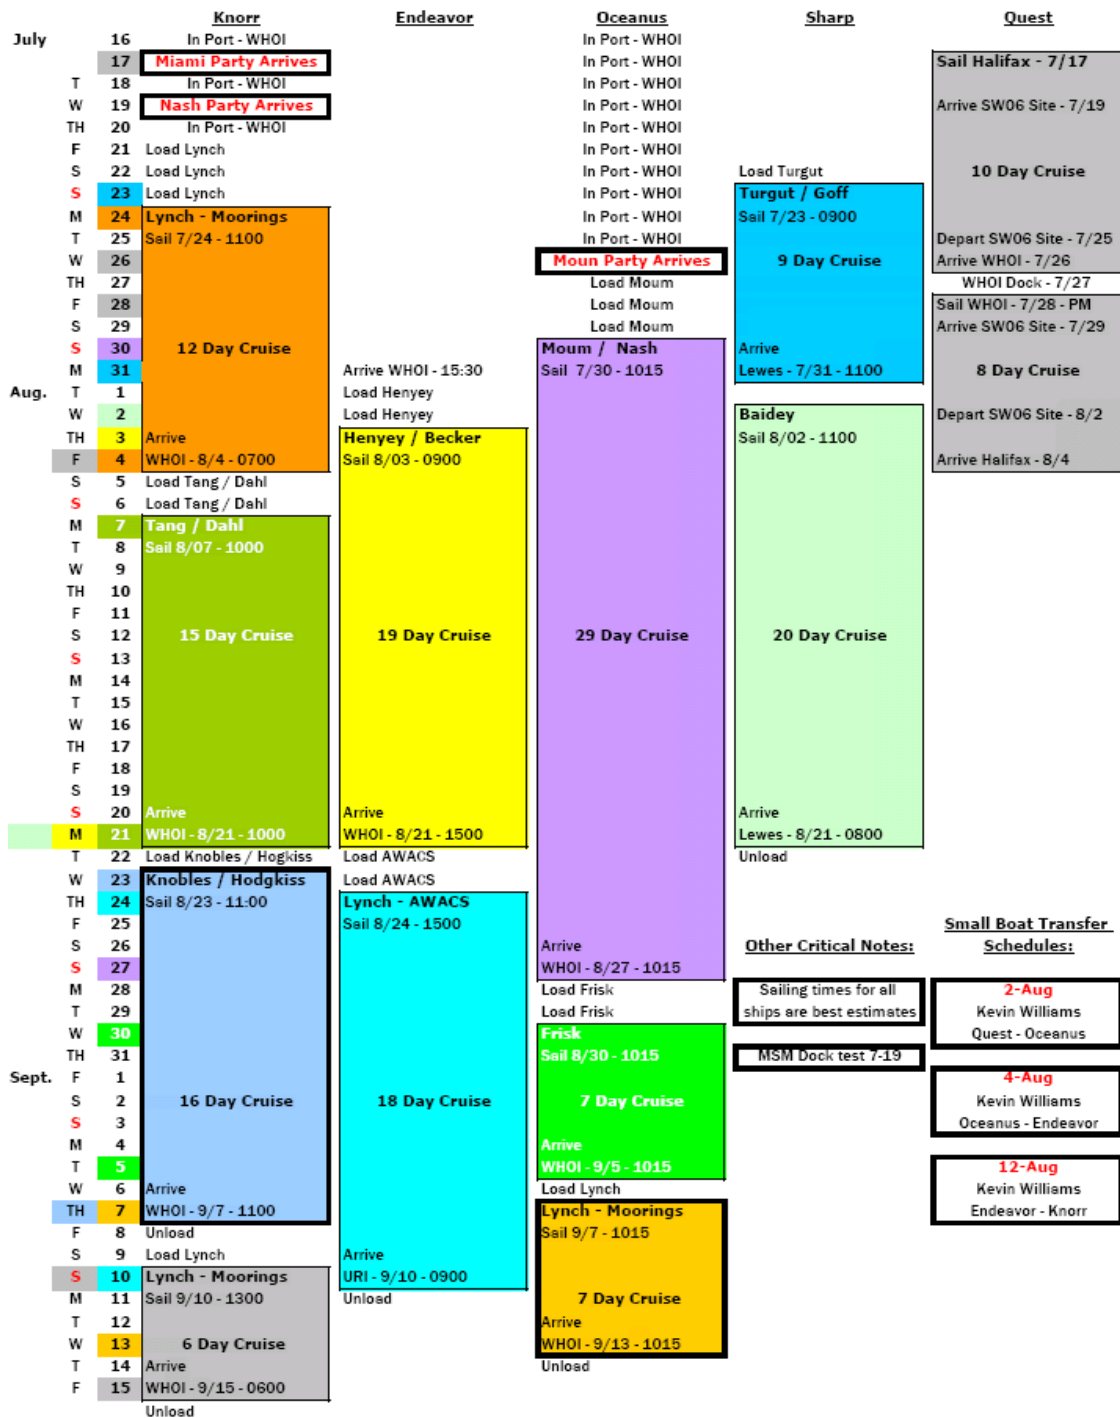 Knorr Endeavor Oceanus Sharp Quest
July 16 In Port - WHOI In Port - WHOI
17 Miami Party Arrives In Port - WHOI Sail Halifax - 7/17
T 18 In Port - WHOI In Port - WHOI
W 19 Nash Party Arrives In Port - WHOI Arrive SW06 Site - 7/19
TH 20 In Port - WHOI In Port - WHOI
F 21 Load Lynch In Port - WHOI
S 22 Load Lynch In Port - WHOI Load Turgut 10 Day Cruise
S 23 Load Lynch In Port - WHOI Turgut / Goff
M 24 Lynch - Moorings In Port - WHOI Sail 7/23 - 0900
T 25 Sail 7/24 - 1100 In Port - WHOI Depart SW06 Site - 7/25
W 26 Moun Party Arrives 9 Day Cruise Arrive WHOI - 7/26
TH 27 Load Moum WHOI Dock - 7/27
F 28 Load Moum Sail WHOI - 7/28 - PM
S 29 Load Moum Arrive SW06 Site - 7/29
S 30 12 Day Cruise Moum / Nash Arrive
M 31 Arrive WHOI - 15:30 Sail 7/30 - 1015 Lewes - 7/31 - 1100 8 Day Cruise
Aug. T 1 Load Henyey
W 2 Load Henyey Baidey Depart SW06 Site - 8/2
TH 3 Arrive Henyey / Becker Sail 8/02 - 1100
F 4 WHOI - 8/4 - 0700 Sail 8/03 - 0900 Arrive Halifax - 8/4
S 5 Load Tang / Dahl
S 6 Load Tang / Dahl
M 7 Tang / Dahl
T 8 Sail 8/07 - 1000
W 9
TH 10
F 11
S 12 15 Day Cruise 19 Day Cruise 29 Day Cruise 20 Day Cruise
S 13
M 14
T 15
W 16
TH 17
F 18
S 19
S 20 Arrive Arrive Arrive
M 21 WHOI - 8/21 - 1000 WHOI - 8/21 - 1500 Lewes - 8/21 - 0800
T 22 Load Knobles / Hogkiss Load AWACS Unload
W 23 Knobles / Hodgkiss Load AWACS
TH 24 Sail 8/23 - 11:00 Lynch - AWACS
F 25 Sail 8/24 - 1500 Small Boat Transfer
S 26 Arrive Other Critical Notes: Schedules:
S 27 WHOI - 8/27 - 1015
M 28 Load Frisk Sailing times for all 2-Aug
T 29 Load Frisk ships are best estimates Kevin Williams
W 30 Frisk Quest - Oceanus
TH 31 Sail 8/30 - 1015 MSM Dock test 7-19
Sept. F 1 4-Aug
S 2 16 Day Cruise 18 Day Cruise 7 Day Cruise Kevin Williams
S 3 Oceanus - Endeavor
M 4 Arrive
T 5 WHOI - 9/5 - 1015 12-Aug
W 6 Arrive Load Lynch Kevin Williams
TH 7 WHOI - 9/7 - 1100 Lynch - Moorings Endeavor - Knorr
F 8 Unload Sail 9/7 - 1015
S 9 Load Lynch Arrive
S 10 Lynch - Moorings URI - 9/10 - 0900
M 11 Sail 9/10 - 1300 Unload 7 Day Cruise
T 12 Arrive
W 13 6 Day Cruise WHOI - 9/13 - 1015
T 14 Arrive Unload
F 15 WHOI - 9/15 - 0600
Unload